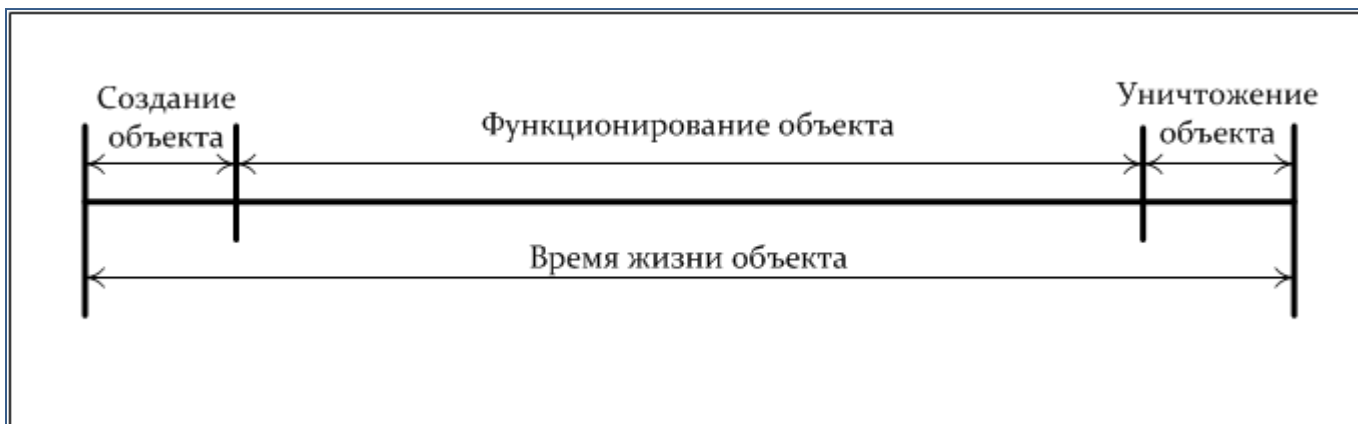 Создание
объекта
Функционирование объекта
Уничтожение
объекта
Время жизни объекта